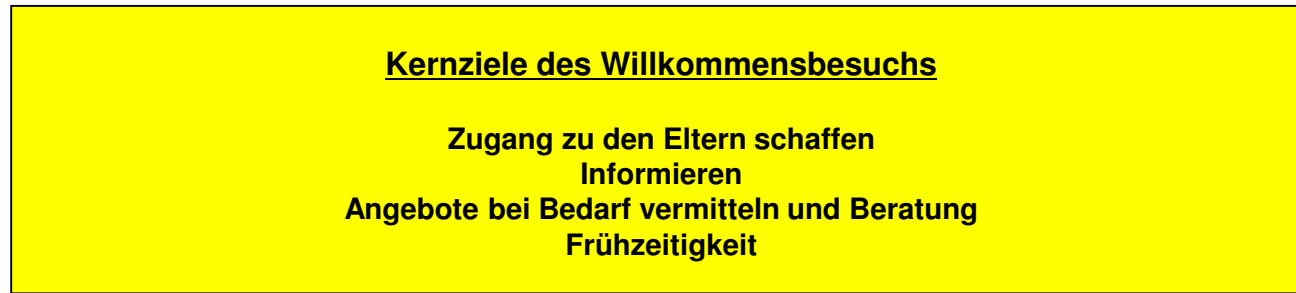 Kernziele des Willkommensbesuchs
Zugang zu den Eltern schaffen
Informieren
Angebote bei Bedarf vermitteln und Beratung
Frühzeitigkeit